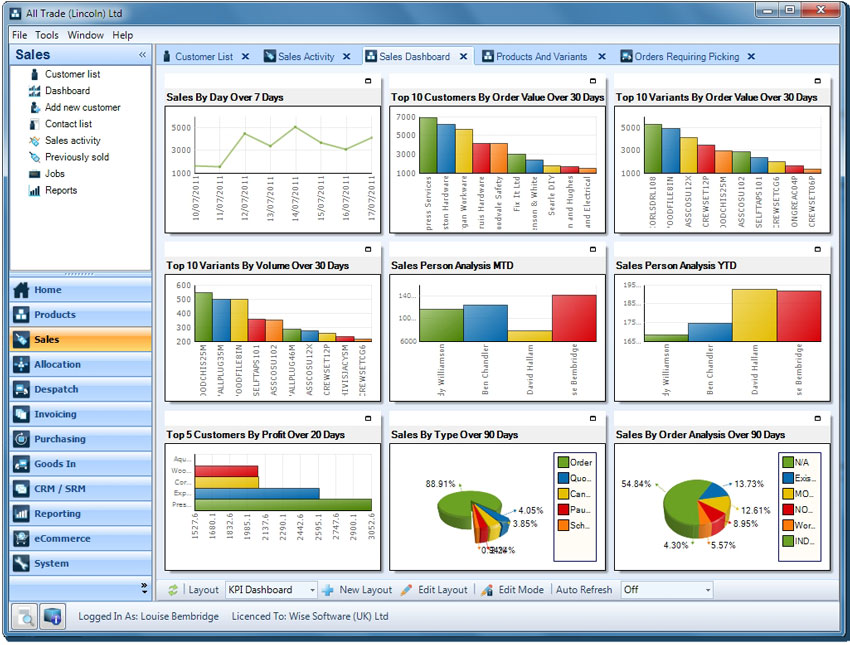 All Trade (Lincoln) Ltd
File Tools Window Help
Sales
Customer list
Dashboard
Add new customer
Contact list
Sales activity
Previously sold
Jobs
Reports
Home
Products
Sales
Allocation
Despatch
Invoicing
Purchasing
Goods In
CRM / SRM
Reporting
eCommerce
System
Customer List
Sales Activity
Sales Dashboard
Products And Variants
Orders Requiring Picking
Sales By Day Over 7 Days
5000
3000
1000
10/07/2011
11/07/2011
12/07/2011
13/07/2011
14/07/2011
15/07/2011
16/07/2011
17/07/2011
Top 10 Customers By Order Value Over 30 Days
7000
5000
3000
1000
press Services
ston Hardware
gan Workware
ruis Hardware
odvale Safety
Fix It Ltd
nson & White
Searle DIY
n and Hughes
and Electrical
Top 10 Variants By Order Value Over 30 Days
5000
3000
1000
ORLSDRL108
OODFILE8IN
ASSCOSU12X
CREWSET12P
OODCHIS25M
ASSCOSU102
SELFTAPS101
CREWSETCG6
ONGREAC04P
CREWSET06P
Top 10 Variants By Volume Over 30 Days
600
500
400
300
200
OODCHIS25M
WALLPLUG35M
OODFILE8IN
SELFTAPS101
ASSCOSU102
WALLPLUG46M
ASSCOSU12X
CREWSET12P
HIVISJACYSM
CREWSETCG6
Sales Person Analysis MTD
140...
100...
6000
dy Williamson
Ben Chandler
David Hallam
se Bembridge
Sales Person Analysis YTD
195...
185...
175...
165...
dy Williamson
Ben Chandler
David Hallam
se Bembridge
Top 5 Customers By Profit Over 20 Days
Aqu...
Woo...
Cor...
Exp...
Pres...
1527.6
1680.1
1832.6
1985.1
2137.6
2290.1
2442.6
2595.1
2747.6
2900.1
3052.6
Sales By Type Over 90 Days
88.91%
4.05%
3.85%
Order
Quo...
Can...
Pau...
Sch...
Sales By Order Analysis Over 90 Days
54.84%
13.73%
12.61%
8.95%
5.57%
4.30%
N/A
Exis...
MO...
NO...
Wor...
IND...
Layout KPI Dashboard New Layout Edit Layout Edit Mode Auto Refresh Off
Logged In As: Louise Bembridge Licenced To: Wise Software (UK) Ltd